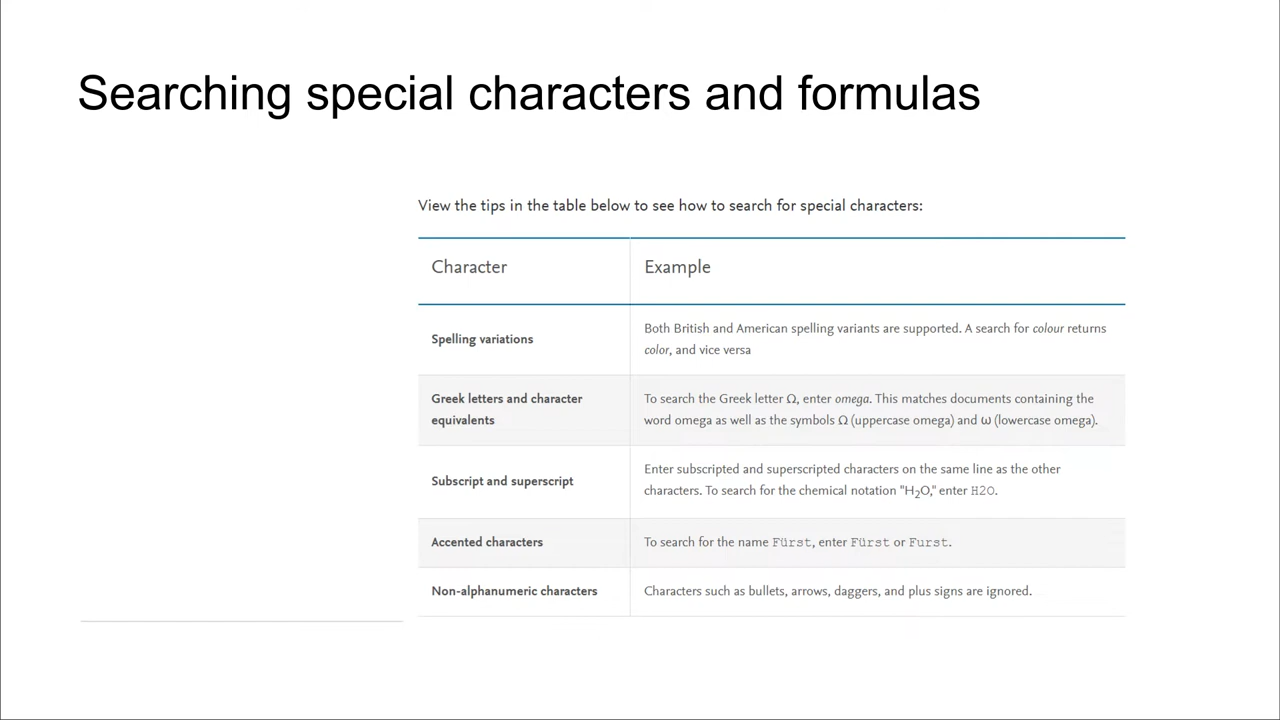 Searching special characters and formulas
View the tips in the table below to see how to search for special characters:
Character Example
Spelling variations
Both British and American spelling variants are supported. A search for colour returns
color, and vice versa
Greek letters and character
equivalents
To search the Greek letter Ω, enter omega. This matches documents containing the
word omega as well as the symbols Ω (uppercase omega) and ω (lowercase omega).
Subscript and superscript
Enter subscripted and superscripted characters on the same line as the other
characters. To search for the chemical notation "H₂O," enter H2O.
Accented characters
To search for the name Fürst, enter Fürst or Furst.
Non-alphanumeric characters
Characters such as bullets, arrows, daggers, and plus signs are ignored.